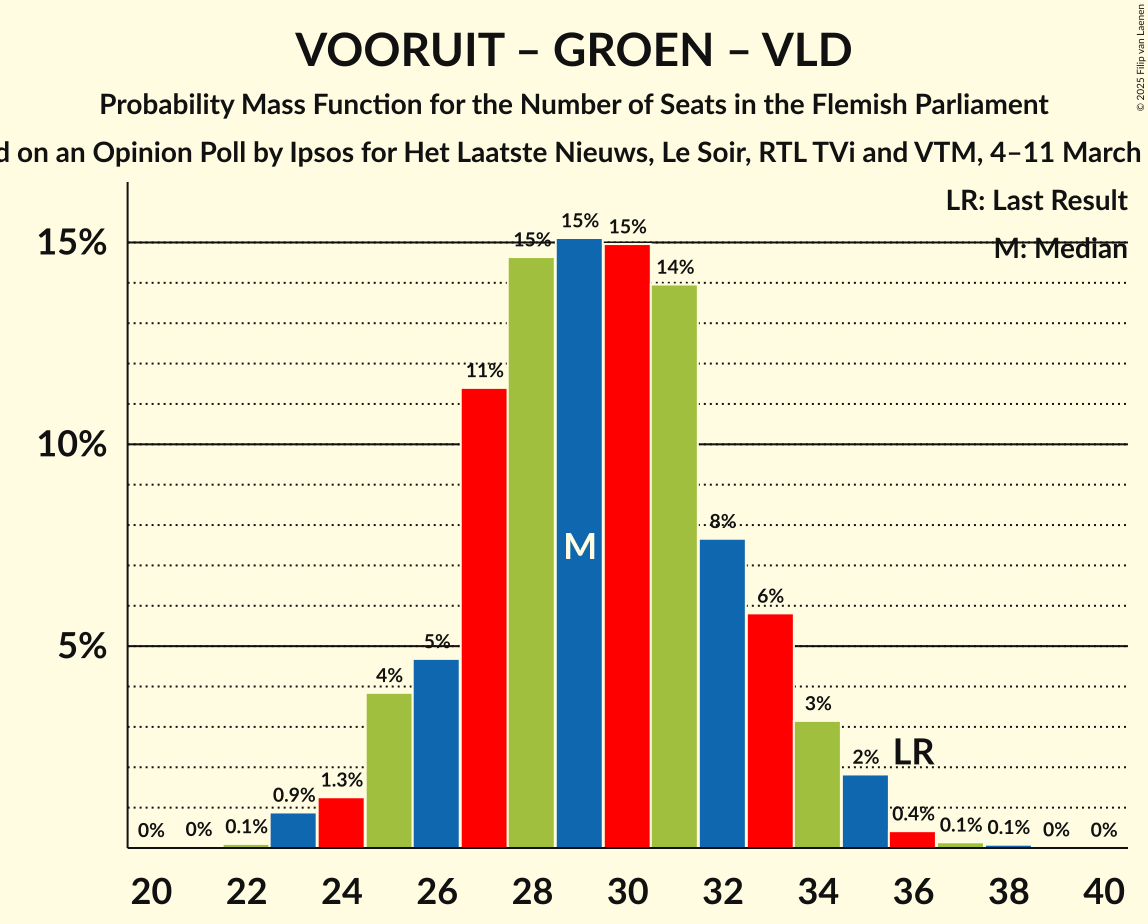 © 2025 Filip van Laenen
VOORUIT – GROEN – VLD
Probability Mass Function for the Number of Seats in the Flemish Parliament
on an Opinion Poll by Ipsos for Het Laatste Nieuws, Le Soir, RTL TVi and VTM, 4–11 March
LR: Last Result
M: Median
15%
10%
5%
0%
0%
0.1%
0.9%
1.3%
4%
5%
11%
15%
15%
15%
14%
8%
6%
3%
2%
0.4%
0.1%
0.1%
0%
0%
M
LR
20 22 24 26 28 30 32 34 36 38 40